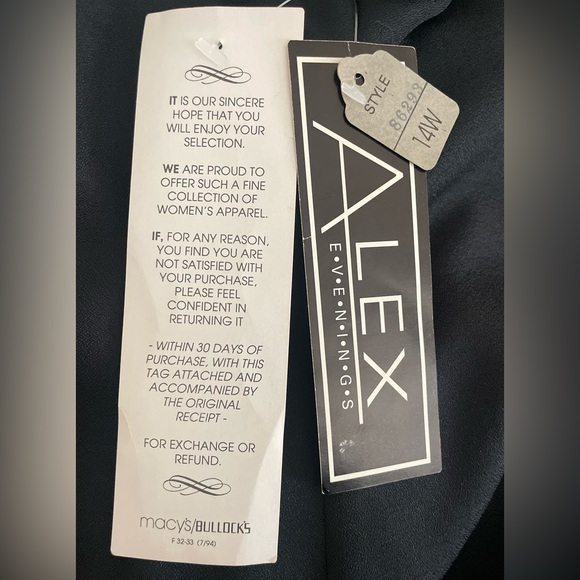 IT IS OUR SINCERE
HOPE THAT YOU
WILL ENJOY YOUR
SELECTION.
WE ARE PROUD TO
OFFER SUCH A FINE
COLLECTION OF
WOMEN'S APPAREL.
IF, FOR ANY REASON,
YOU FIND YOU ARE
NOT SATISFIED WITH
YOUR PURCHASE,
PLEASE FEEL
CONFIDENT IN
RETURNING IT
- WITHIN 30 DAYS OF
PURCHASE, WITH THIS
TAG ATTACHED AND
ACCOMPANIED BY
THE ORIGINAL
RECEIPT -
FOR EXCHANGE OR
REFUND.
macy's/BULLOCK'S
F 32-33 (7/94)
ALEX
E•V•E•N•I•N•G•S
STYLE
86293
14W